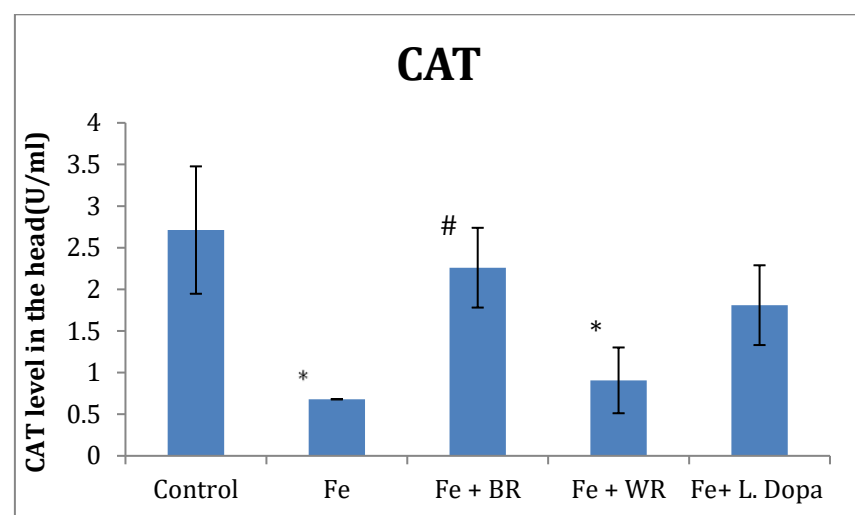 CAT
CAT level in the head(U/ml)
4
3.5
3
2.5
2
1.5
1
0.5
0
*
#
*
Control
Fe
Fe + BR
Fe + WR
Fe+ L. Dopa